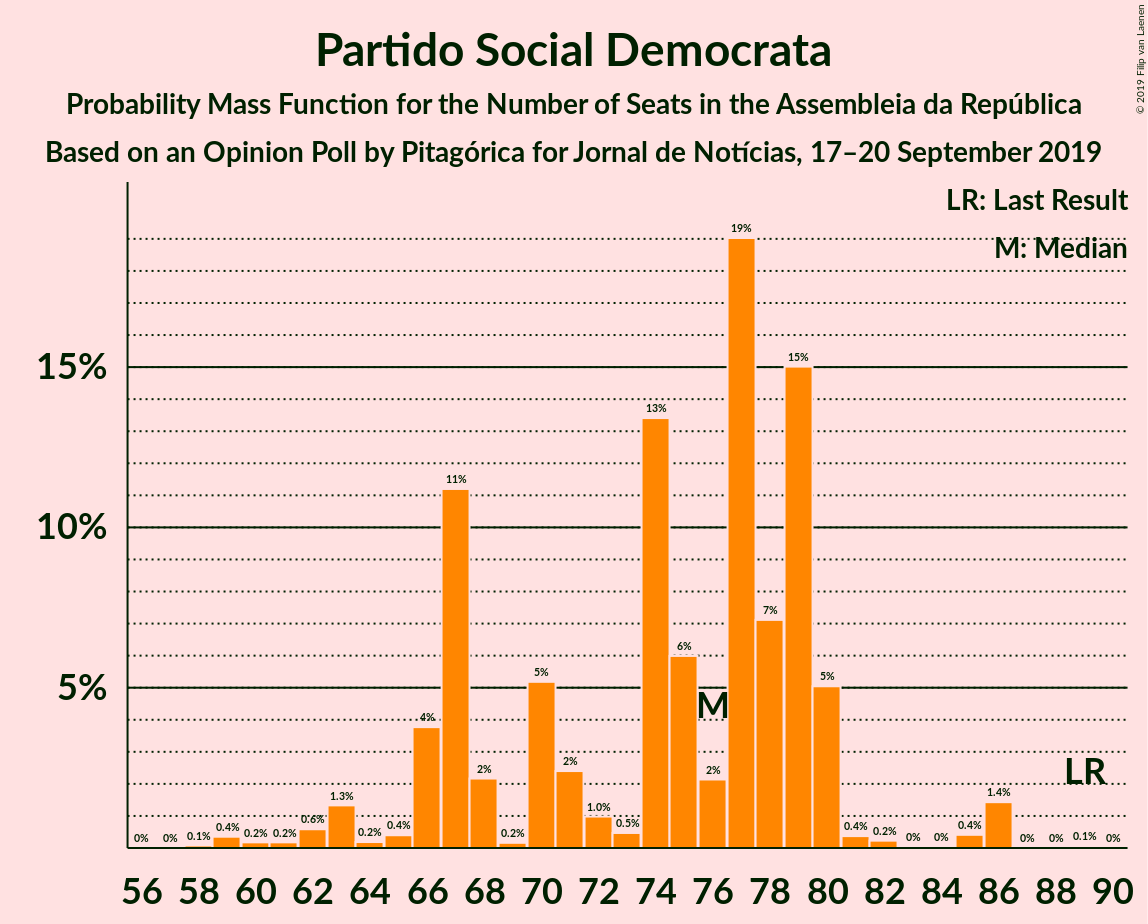 Partido Social Democrata
Probability Mass Function for the Number of Seats in the Assembleia da República
Based on an Opinion Poll by Pitagórica for Jornal de Notícias, 17–20 September 2019
© 2019 Filip van Laenen
LR: Last Result
M: Median
15%
10%
5%
0% 0% 0.1% 0.4% 0.2% 0.2% 0.6% 1.3% 0.2% 0.4% 4% 11% 2% 0.2% 5% 2% 1.0% 0.5% 13% 6% 2% 19% 7% 15% 5% 0.4% 0.2% 0% 0% 0.4% 1.4% 0% 0% 0.1% 0%
M
LR
56 58 60 62 64 66 68 70 72 74 76 78 80 82 84 86 88 90